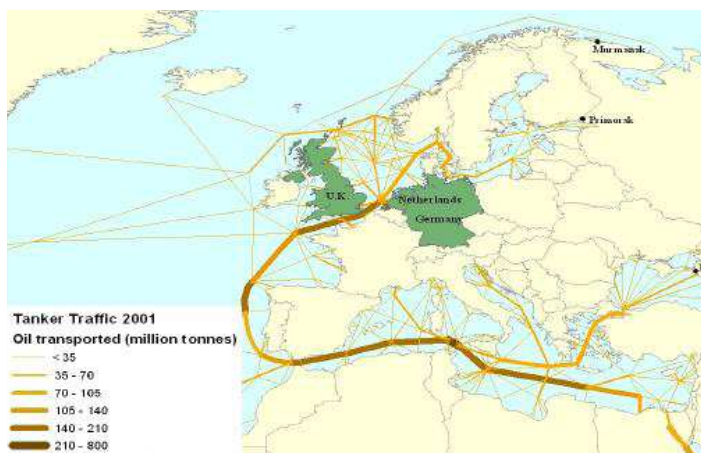 Murmansk
Primorsk
U.K.
Netherlands
Germany
Tanker Traffic 2001
Oil transported (million tonnes)
< 35
35 - 70
70 - 105
105 - 140
140 - 210
210 - 800